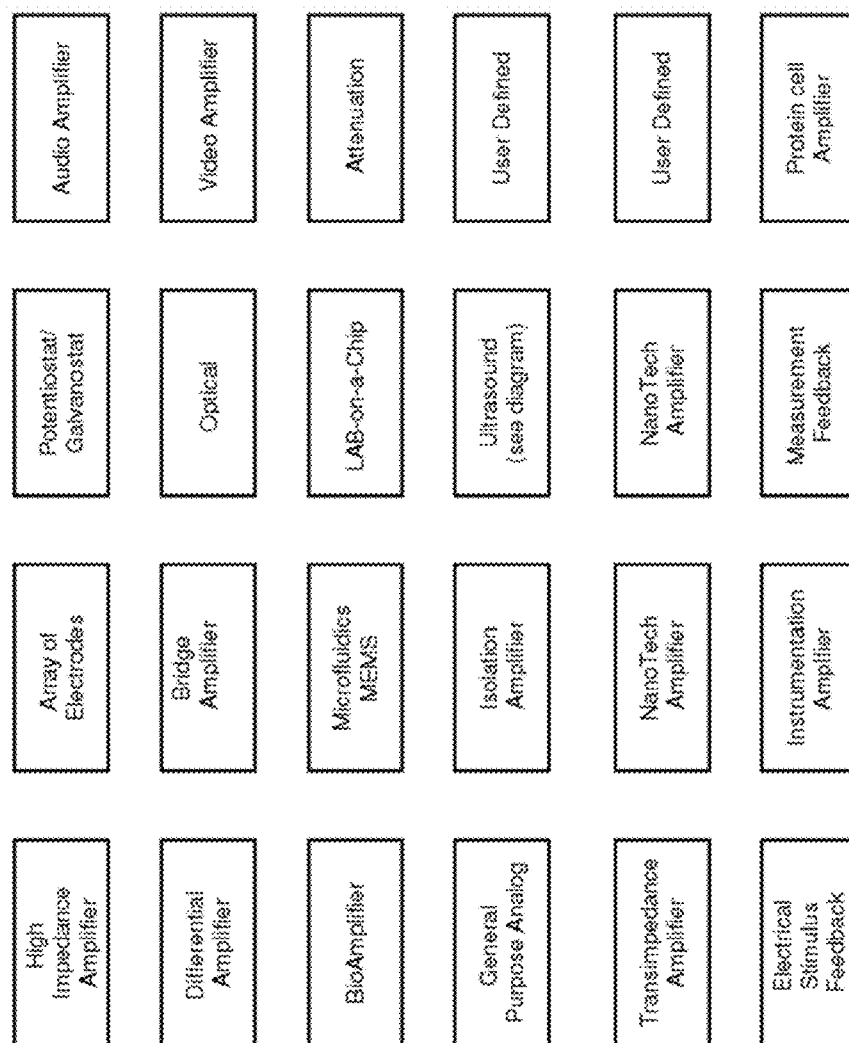 High
Impedance
Amplifier
Array of
Electrodes
Potentiostat/
Galvanostat
Audio Amplifier
Differential
Amplifier
Bridge
Amplifier
Optical
Video Amplifier
BioAmplifier
Microfluidics
MEMS
LAB-on-a-Chip
Attenuation
General
Purpose Analog
Isolation
Amplifier
Ultrasound
(see diagram)
User Defined
Transimpedance
Amplifier
NanoTech
Amplifier
NanoTech
Amplifier
User Defined
Electrical
Stimulus
Feedback
Instrumentation
Amplfier
Measurement
Feedback
Protein cell
Amplifier